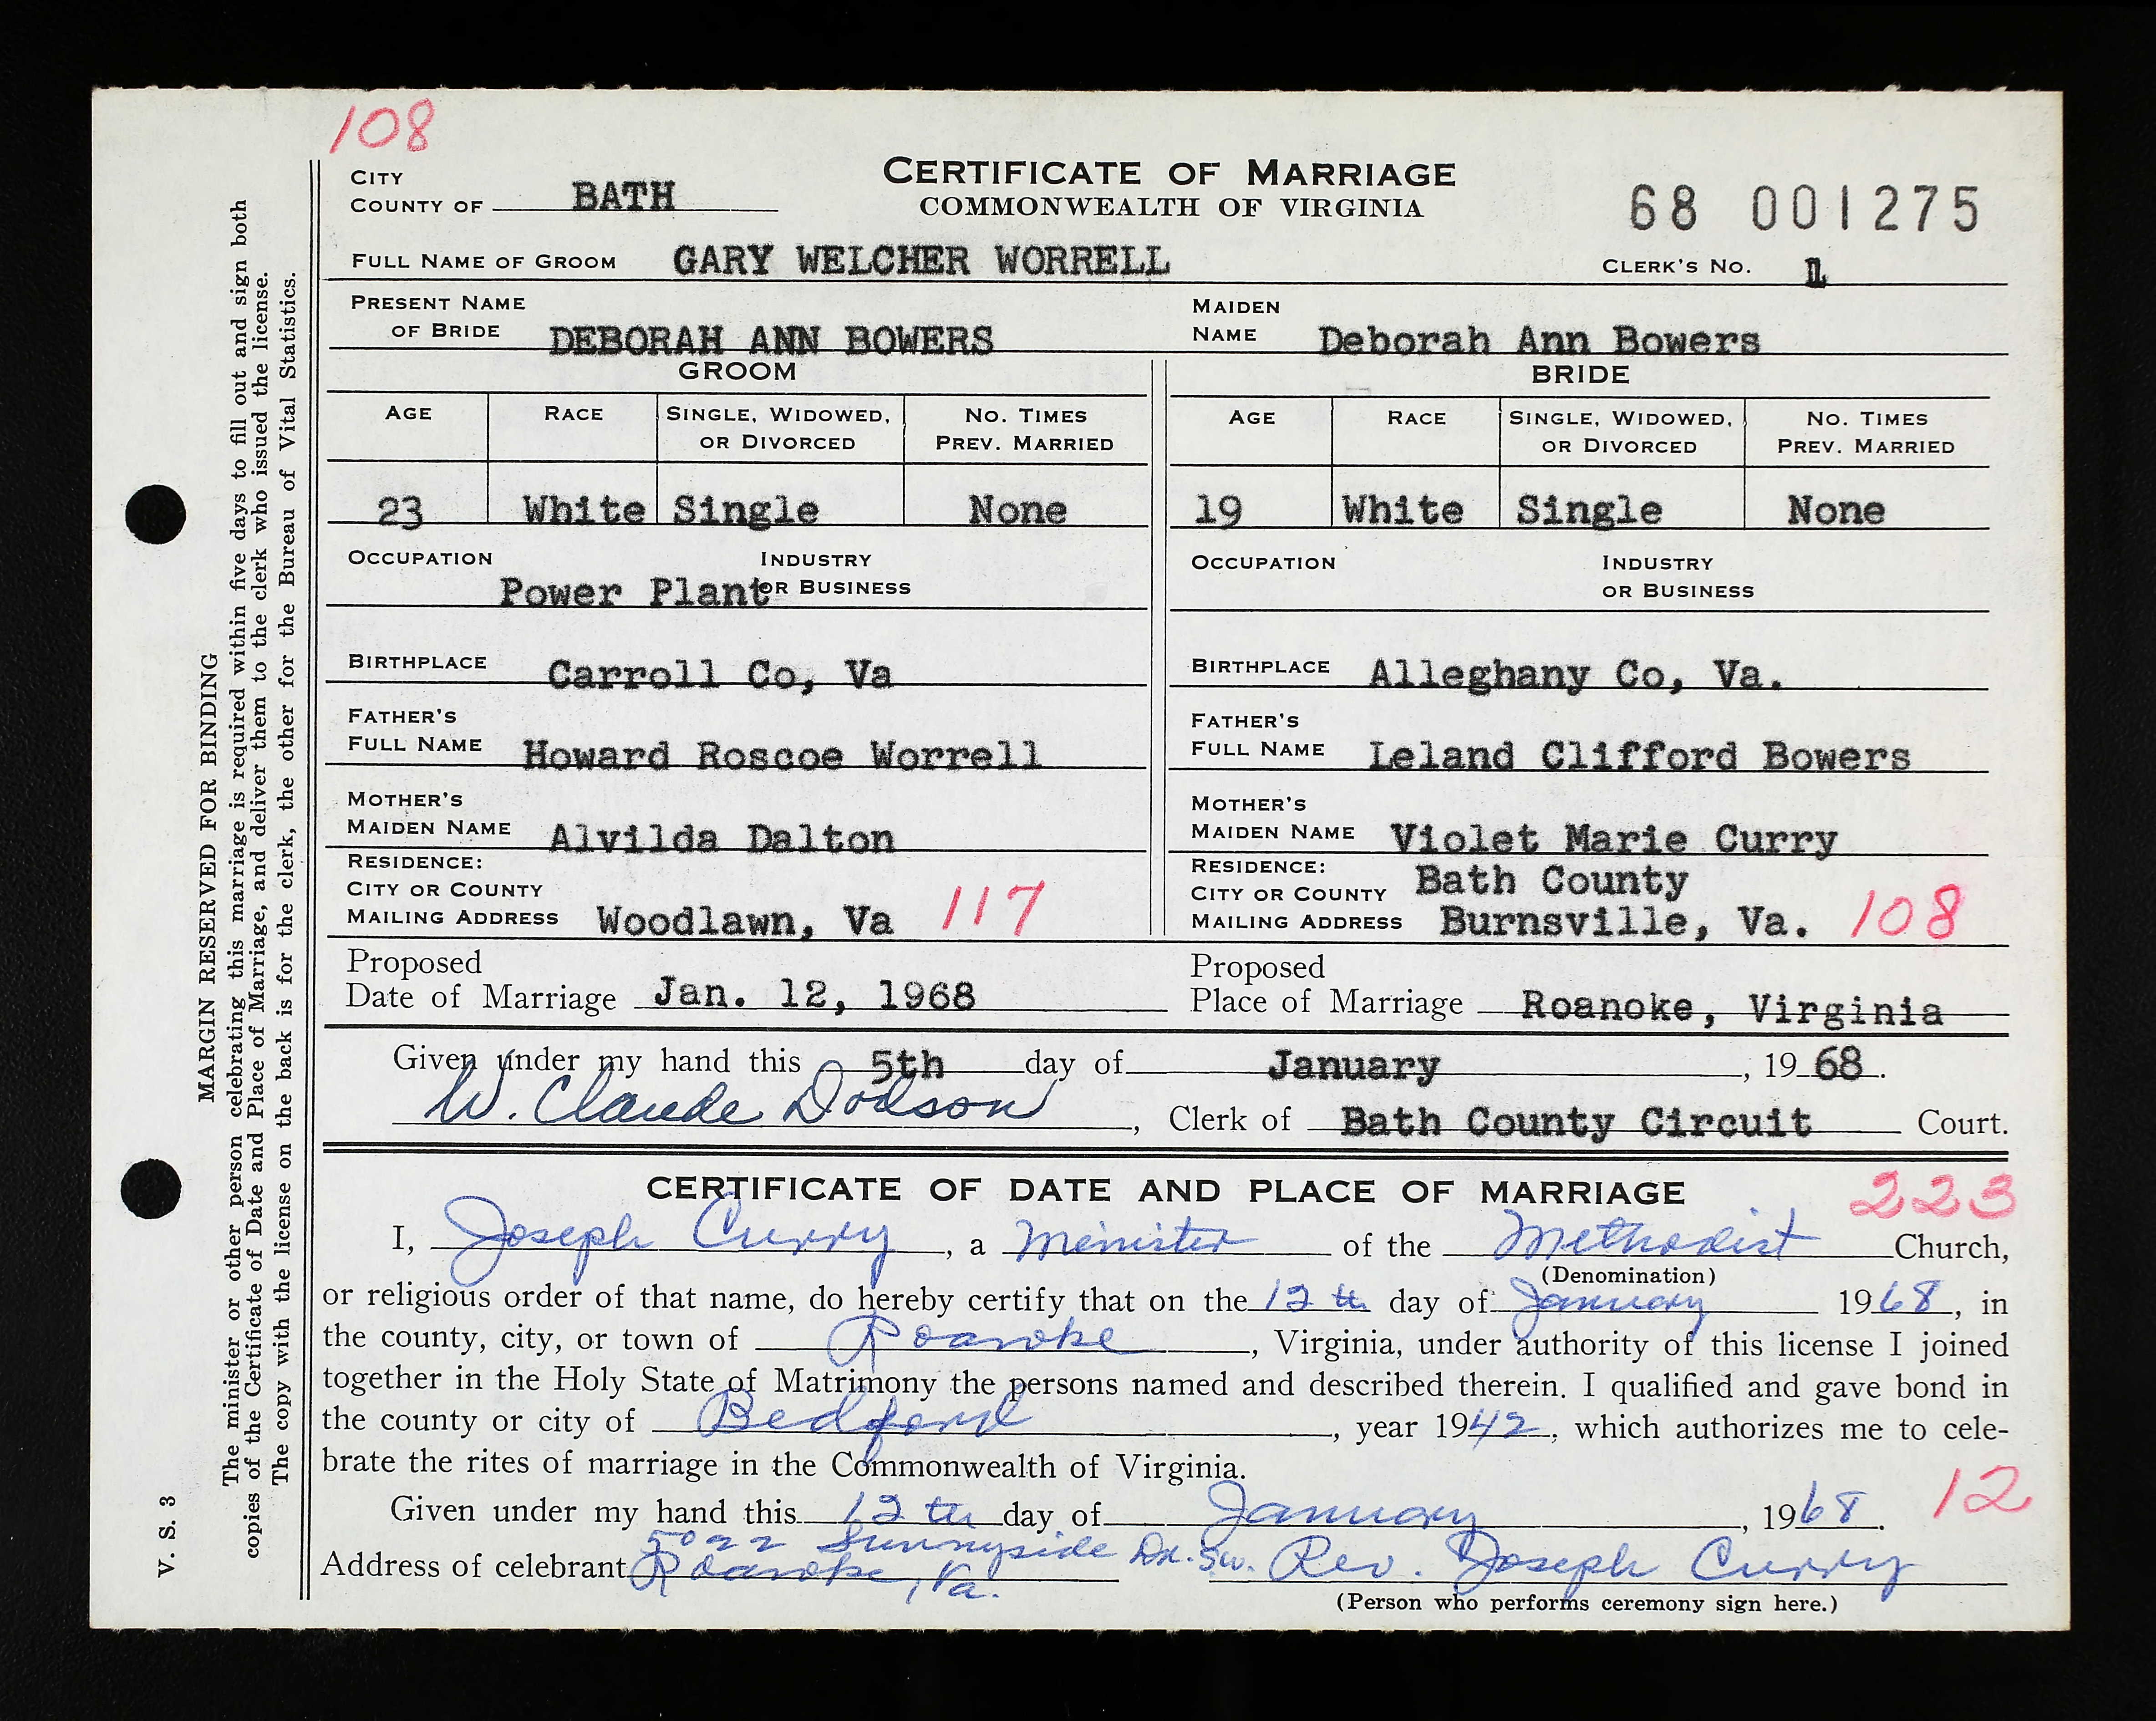 108
CERTIFICATE OF MARRIAGE
COMMONWEALTH OF VIRGINIA
68 001275
CITY
COUNTY OF BATH
FULL NAME OF GROOM GARY WELCHER WORRELL
CLERK'S NO. 1
PRESENT NAME
OF BRIDE DEBORAH ANN BOWERS
MAIDEN
NAME Deborah Ann Bowers
GROOM
AGE RACE SINGLE, WIDOWED, OR DIVORCED NO. TIMES PREV. MARRIED
23 White Single None
OCCUPATION INDUSTRY
Power Plant OR BUSINESS
BIRTHPLACE Carroll Co, Va
FATHER'S
FULL NAME Howard Roscoe Worrell
MOTHER'S
MAIDEN NAME Alvilda Dalton
RESIDENCE:
CITY OR COUNTY
MAILING ADDRESS Woodlawn, Va 117
BRIDE
AGE RACE SINGLE, WIDOWED, OR DIVORCED NO. TIMES PREV. MARRIED
19 White Single None
OCCUPATION INDUSTRY
OR BUSINESS
BIRTHPLACE Alleghany Co, Va.
FATHER'S
FULL NAME Leland Clifford Bowers
MOTHER'S
MAIDEN NAME Violet Marie Curry
RESIDENCE:
CITY OR COUNTY Bath County
MAILING ADDRESS Burnsville, Va. 108
Proposed
Date of Marriage Jan. 12, 1968
Proposed
Place of Marriage Roanoke, Virginia
Given under my hand this 5th day of January, 1968.
W. Claude Dodson, Clerk of Bath County Circuit Court.
CERTIFICATE OF DATE AND PLACE OF MARRIAGE 223
I, Joseph Curry, a Minister of the Methodist Church,
(Denomination)
or religious order of that name, do hereby certify that on the 12th day of January 1968, in
the county, city, or town of Roanoke, Virginia, under authority of this license I joined
together in the Holy State of Matrimony the persons named and described therein. I qualified and gave bond in
the county or city of Bedford, year 1942, which authorizes me to cele-
brate the rites of marriage in the Commonwealth of Virginia.
12
Given under my hand this 12th day of January, 1968.
5022 Sunnyside Dr. Sw.
Address of celebrant Roanoke, Va. Rev. Joseph Curry
(Person who performs ceremony sign here.)
MARGIN RESERVED FOR BINDING
The minister or other person celebrating this marriage is required within five days to fill out and sign both
copies of the Certificate of Date and Place of Marriage, and deliver them to the clerk who issued the license.
The copy with the license on the back is for the clerk, the other for the Bureau of Vital Statistics.
V. S. 3